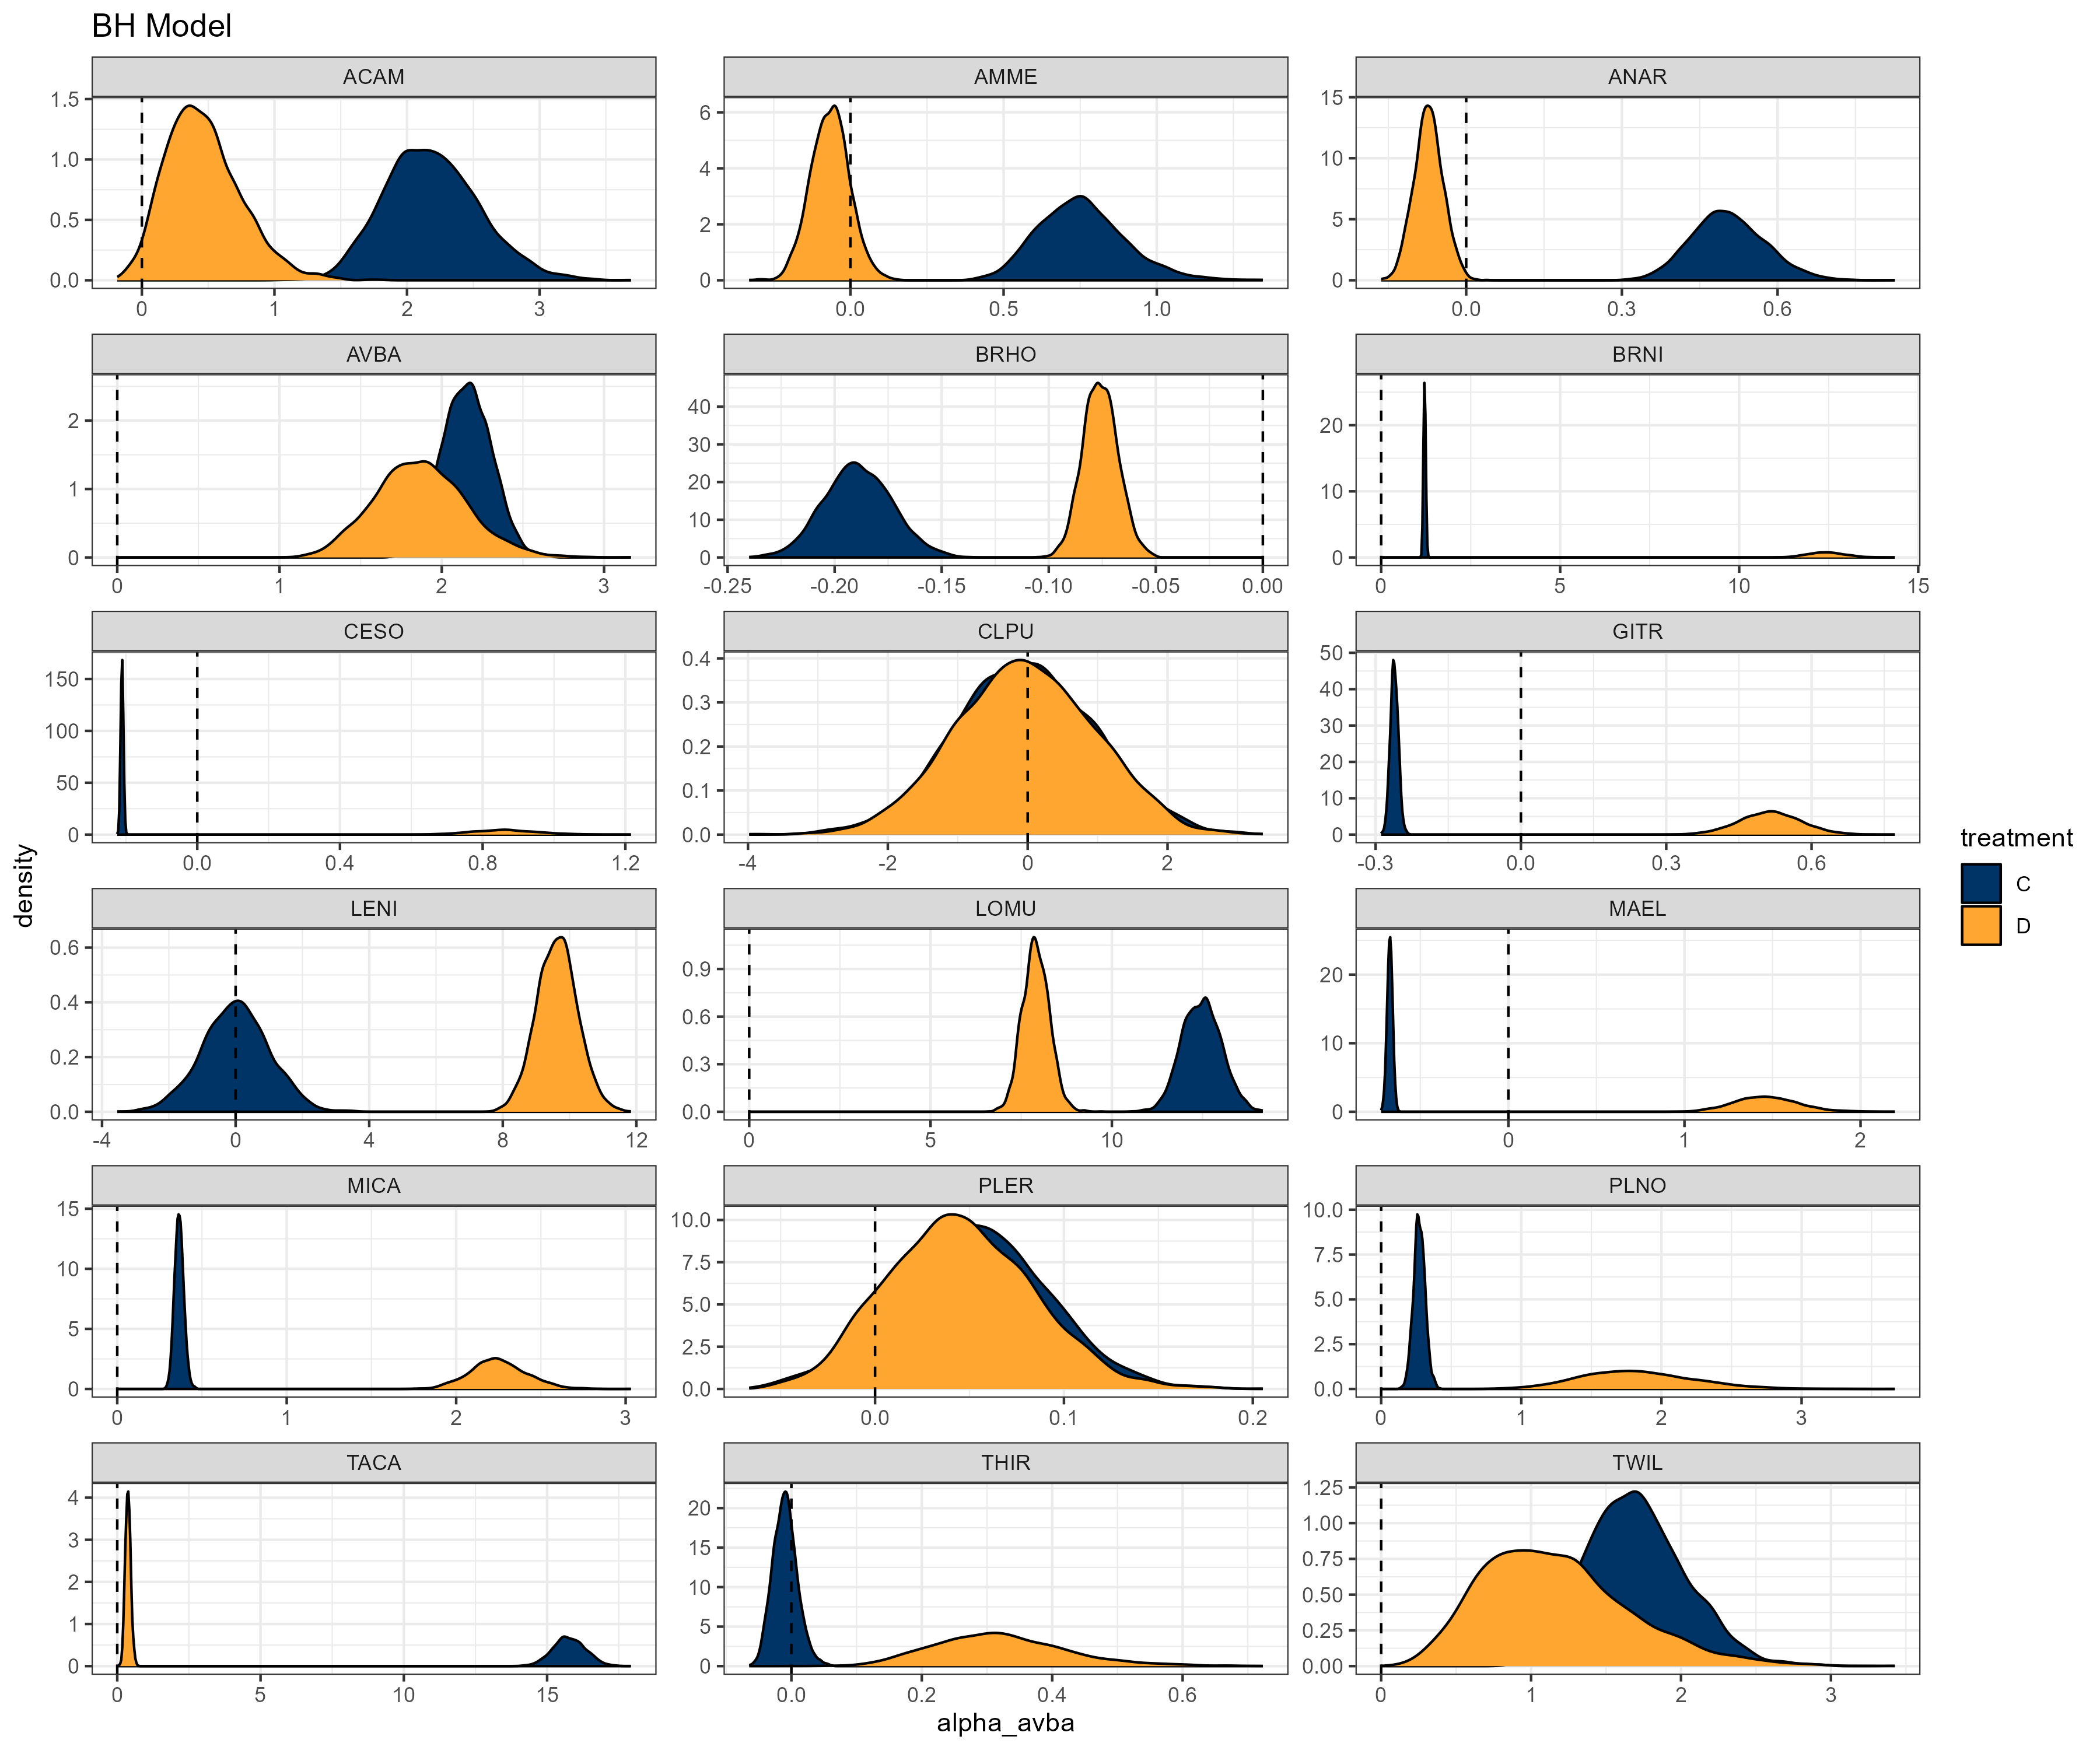 BH Model
ACAM AMME ANAR
1.5 1.0 0.5 0.0
0 1 2 3
6 4 2 0
0.0 0.5 1.0
15 10 5 0
0.0 0.3 0.6
AVBA BRHO BRNI
2 1 0
0 1 2 3
40 30 20 10 0
-0.25 -0.20 -0.15 -0.10 -0.05 0.00
20 10 0
0 5 10 15
CESO CLPU GITR
150 100 50 0
0.0 0.4 0.8 1.2
0.4 0.3 0.2 0.1 0.0
-4 -2 0 2
50 40 30 20 10 0
-0.3 0.0 0.3 0.6
LENI LOMU MAEL
0.6 0.4 0.2 0.0
-4 0 4 8 12
0.9 0.6 0.3 0.0
0 5 10
20 10 0
0 1 2
MICA PLER PLNO
15 10 5 0
0 1 2 3
10.0 7.5 5.0 2.5 0.0
0.0 0.1 0.2
10.0 7.5 5.0 2.5 0.0
0 1 2 3
TACA THIR TWIL
4 3 2 1 0
0 5 10 15
20 15 10 5 0
0.0 0.2 0.4 0.6
1.25 1.00 0.75 0.50 0.25 0.00
0 1 2 3
density
alpha_avba
treatment
C
D